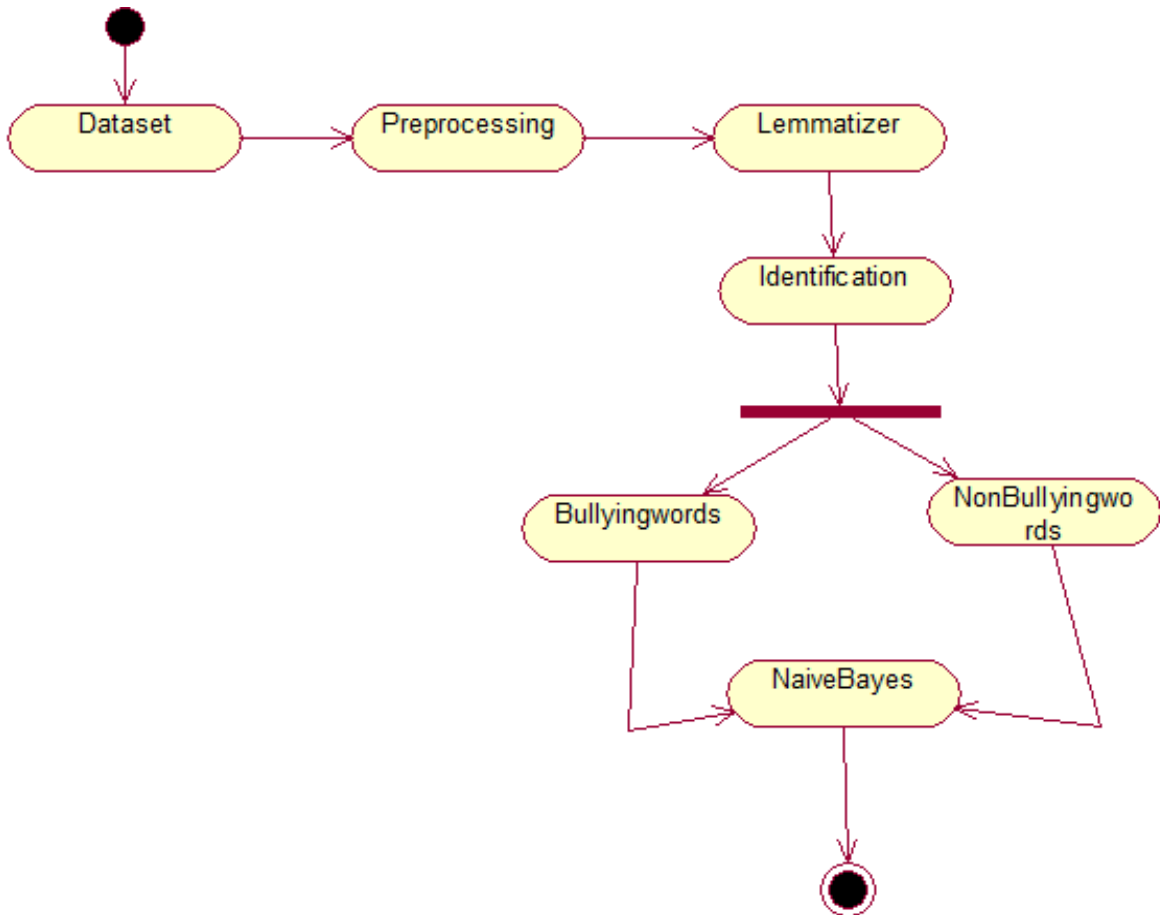 Dataset
Preprocessing
Lemmatizer
Identification
Bullyingwords
NonBullyingwo
rds
NaiveBayes